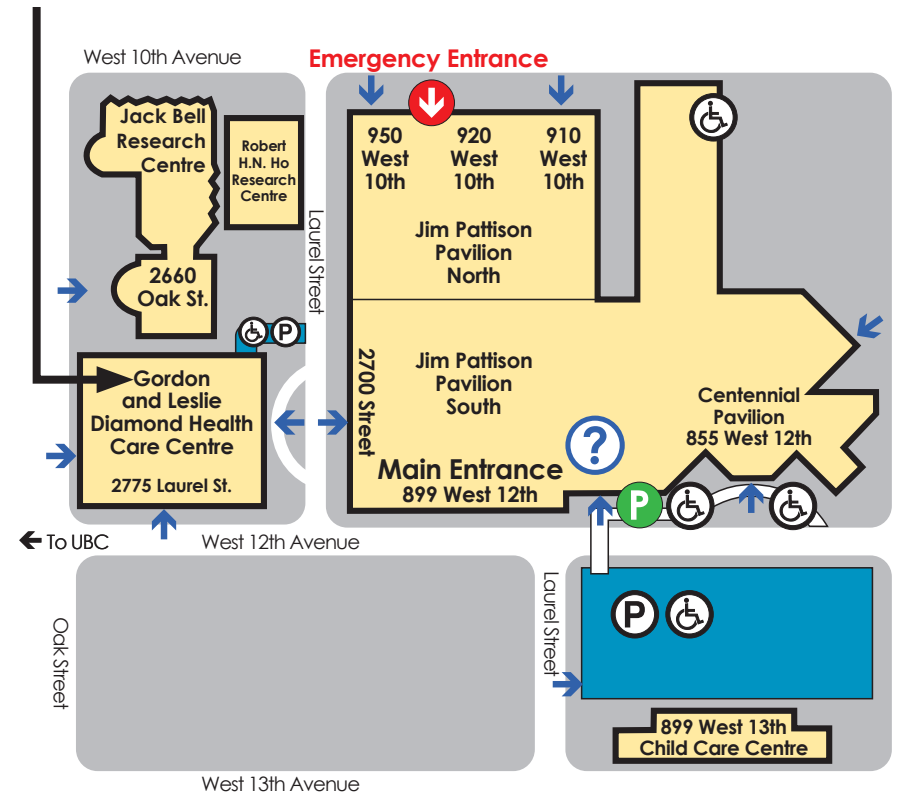 West 10th Avenue
Emergency Entrance
Jack Bell
Research
Centre
Robert
H.N. Ho
Research
Centre
950
West
10th
920
West
10th
910
West
10th
Laurel Street
Jim Pattison
Pavilion
North
2660
Oak St.
P
Gordon
and Leslie
Diamond Health
Care Centre
2775 Laurel St.
2700 Street
Jim Pattison
Pavilion
South
Centennial
Pavilion
855 West 12th
?
Main Entrance
899 West 12th
P
To UBC
West 12th Avenue
Oak Street
Laurel Street
P
899 West 13th
Child Care Centre
West 13th Avenue